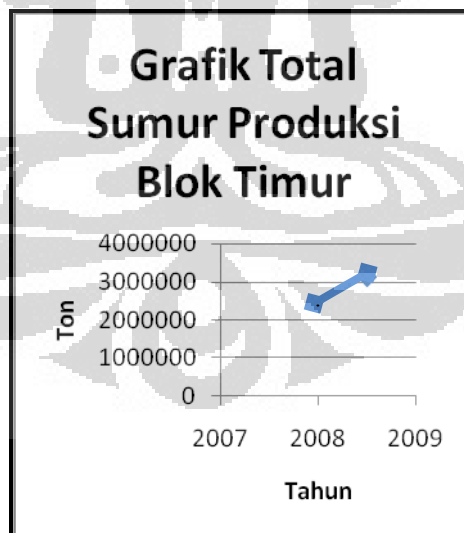 Grafik Total
Sumur Produksi
Blok Timur
4000000
3000000
2000000
1000000
0
Ton
2007 2008 2009
Tahun